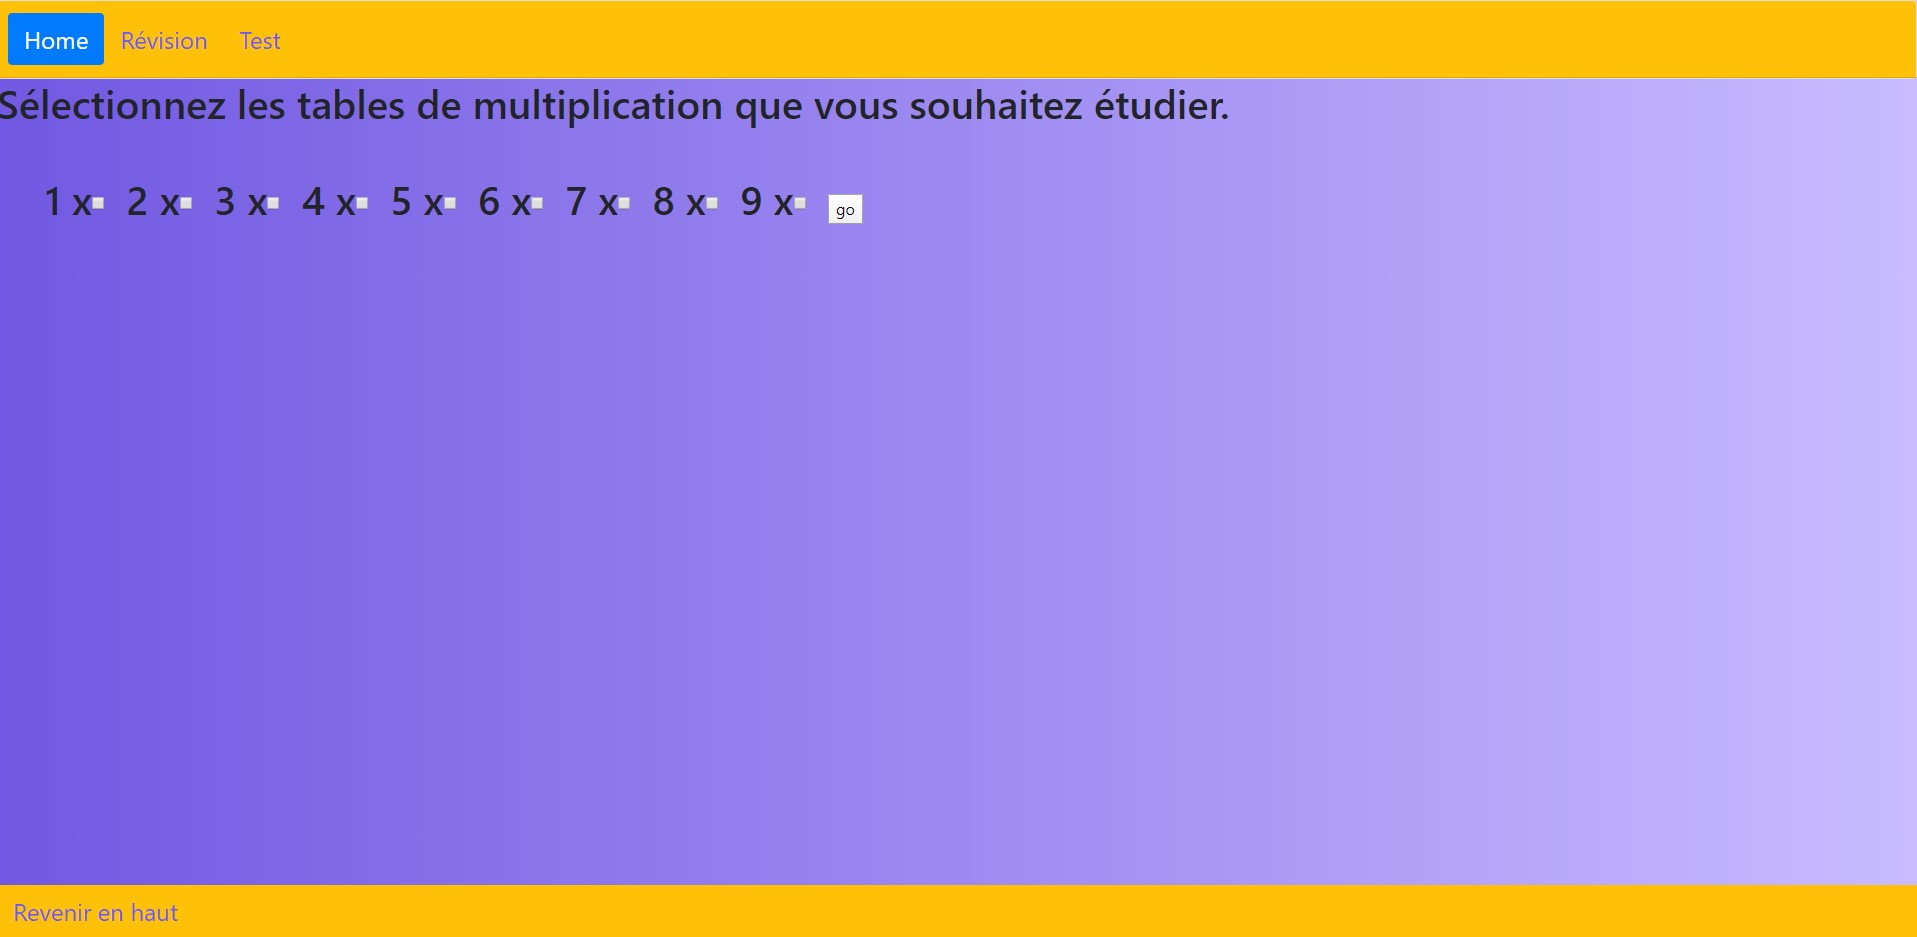 Home Révision Test
Sélectionnez les tables de multiplication que vous souhaitez étudier.
1 x 2 x 3 x 4 x 5 x 6 x 7 x 8 x 9 x go
Revenir en haut